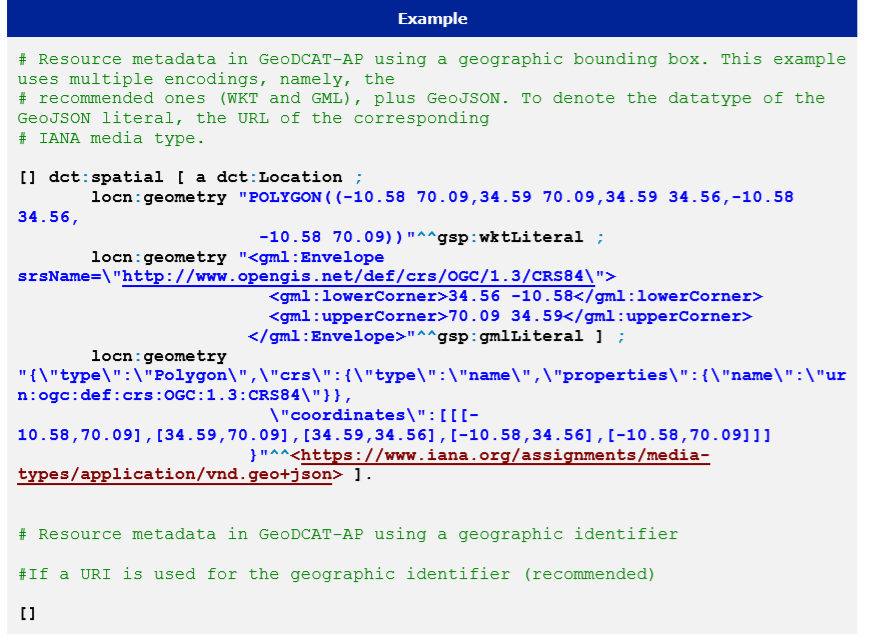 Example
# Resource metadata in GeoDCAT-AP using a geographic bounding box. This example
uses multiple encodings, namely, the
# recommended ones (WKT and GML), plus GeoJSON. To denote the datatype of the
GeoJSON literal, the URL of the corresponding
# IANA media type.
[] dct:spatial [ a dct:Location ;
locn:geometry "POLYGON((-10.58 70.09,34.59 70.09,34.59 34.56,-10.58
34.56,
-10.58 70.09))"^^gsp:wktLiteral ;
locn:geometry "<gml:Envelope
srsName=\"http://www.opengis.net/def/crs/OGC/1.3/CRS84\">
<gml:lowerCorner>34.56 -10.58</gml:lowerCorner>
<gml:upperCorner>70.09 34.59</gml:upperCorner>
</gml:Envelope>"^^gsp:gmlLiteral ] ;
locn:geometry
"{\"type\":\"Polygon\",\"crs\":{\"type\":\"name\",\"properties\":{\"name\":\"ur
n:ogc:def:crs:OGC:1.3:CRS84\"}},
\"coordinates\":[[[-
10.58,70.09],[34.59,70.09],[34.59,34.56],[-10.58,34.56],[-10.58,70.09]]]
}"^^<https://www.iana.org/assignments/media-
types/application/vnd.geo+json> ].
# Resource metadata in GeoDCAT-AP using a geographic identifier
#If a URI is used for the geographic identifier (recommended)
[]